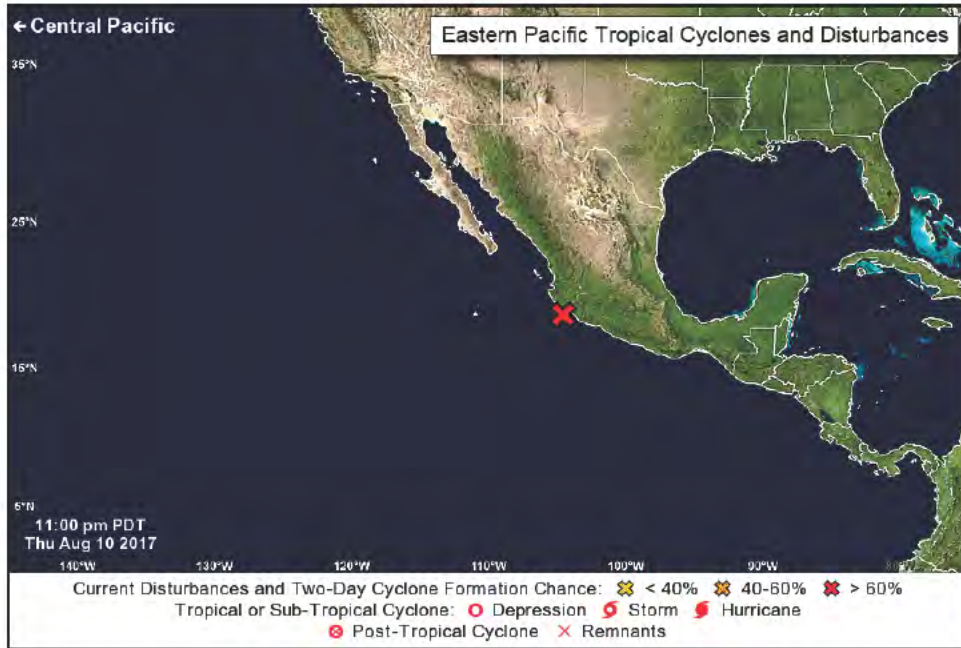 ← Central Pacific
Eastern Pacific Tropical Cyclones and Disturbances
35°N
25°N
15°N
5°N
11:00 pm PDT
Thu Aug 10 2017
140°W 130°W 120°W 110°W 100°W 90°W 80°W
Current Disturbances and Two-Day Cyclone Formation Chance: < 40% 40-60% > 60%
Tropical or Sub-Tropical Cyclone: Depression Storm Hurricane
Post-Tropical Cyclone Remnants